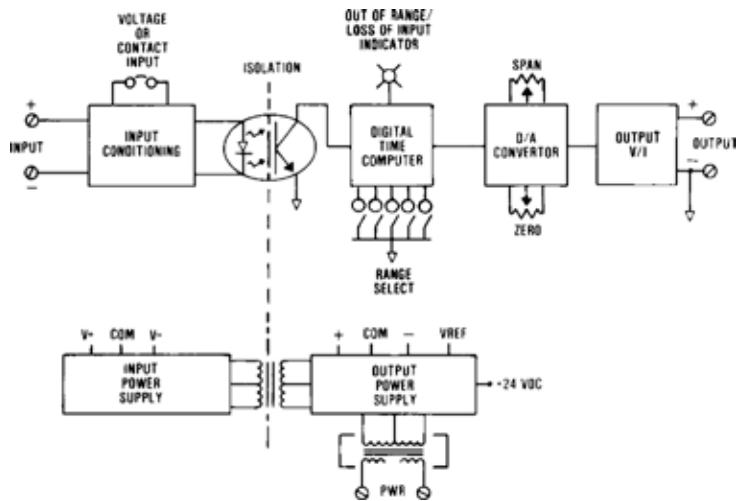 VOLTAGE
OR
CONTACT
INPUT
OUT OF RANGE/
LOSS OF INPUT
INDICATOR
ISOLATION
SPAN
+
INPUT
−
INPUT
CONDITIONING
DIGITAL
TIME
COMPUTER
D/A
CONVERTOR
OUTPUT
V/I
+
OUTPUT
−
RANGE
SELECT
ZERO
V- COM V-
+ COM − VREF
INPUT
POWER
SUPPLY
OUTPUT
POWER
SUPPLY
-24 VDC
PWR